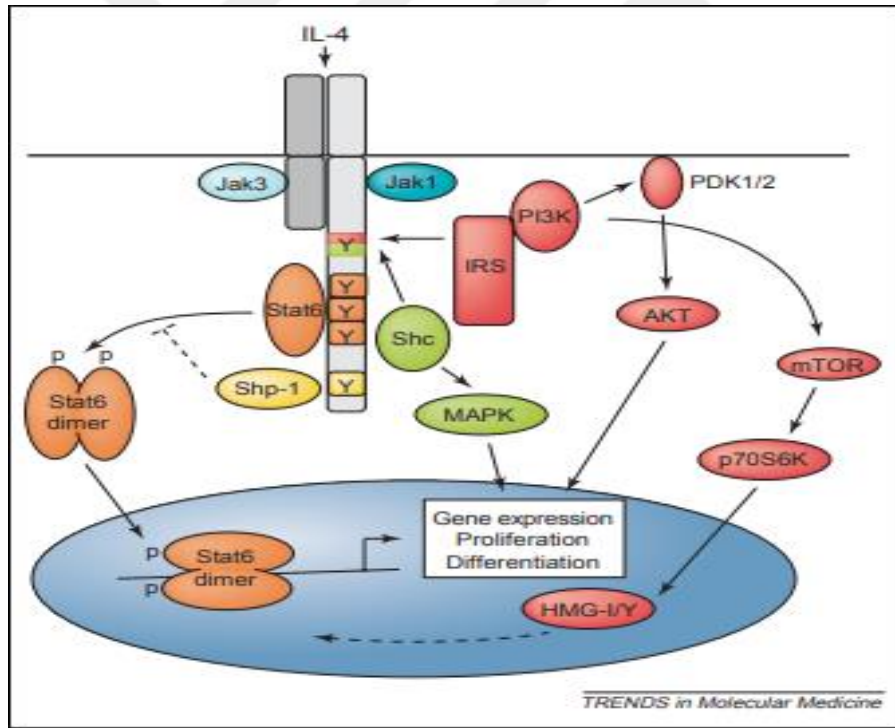 IL-4
Jak3
Jak1
PDK1/2
PI3K
Y
IRS
Stat6
Y
Y
Y
AKT
Shc
P P
mTOR
Shp-1
Y
Stat6
dimer
MAPK
p70S6K
Gene expression
Proliferation
Differentiation
P
Stat6
dimer
P
HMG-I/Y
TRENDS in Molecular Medicine